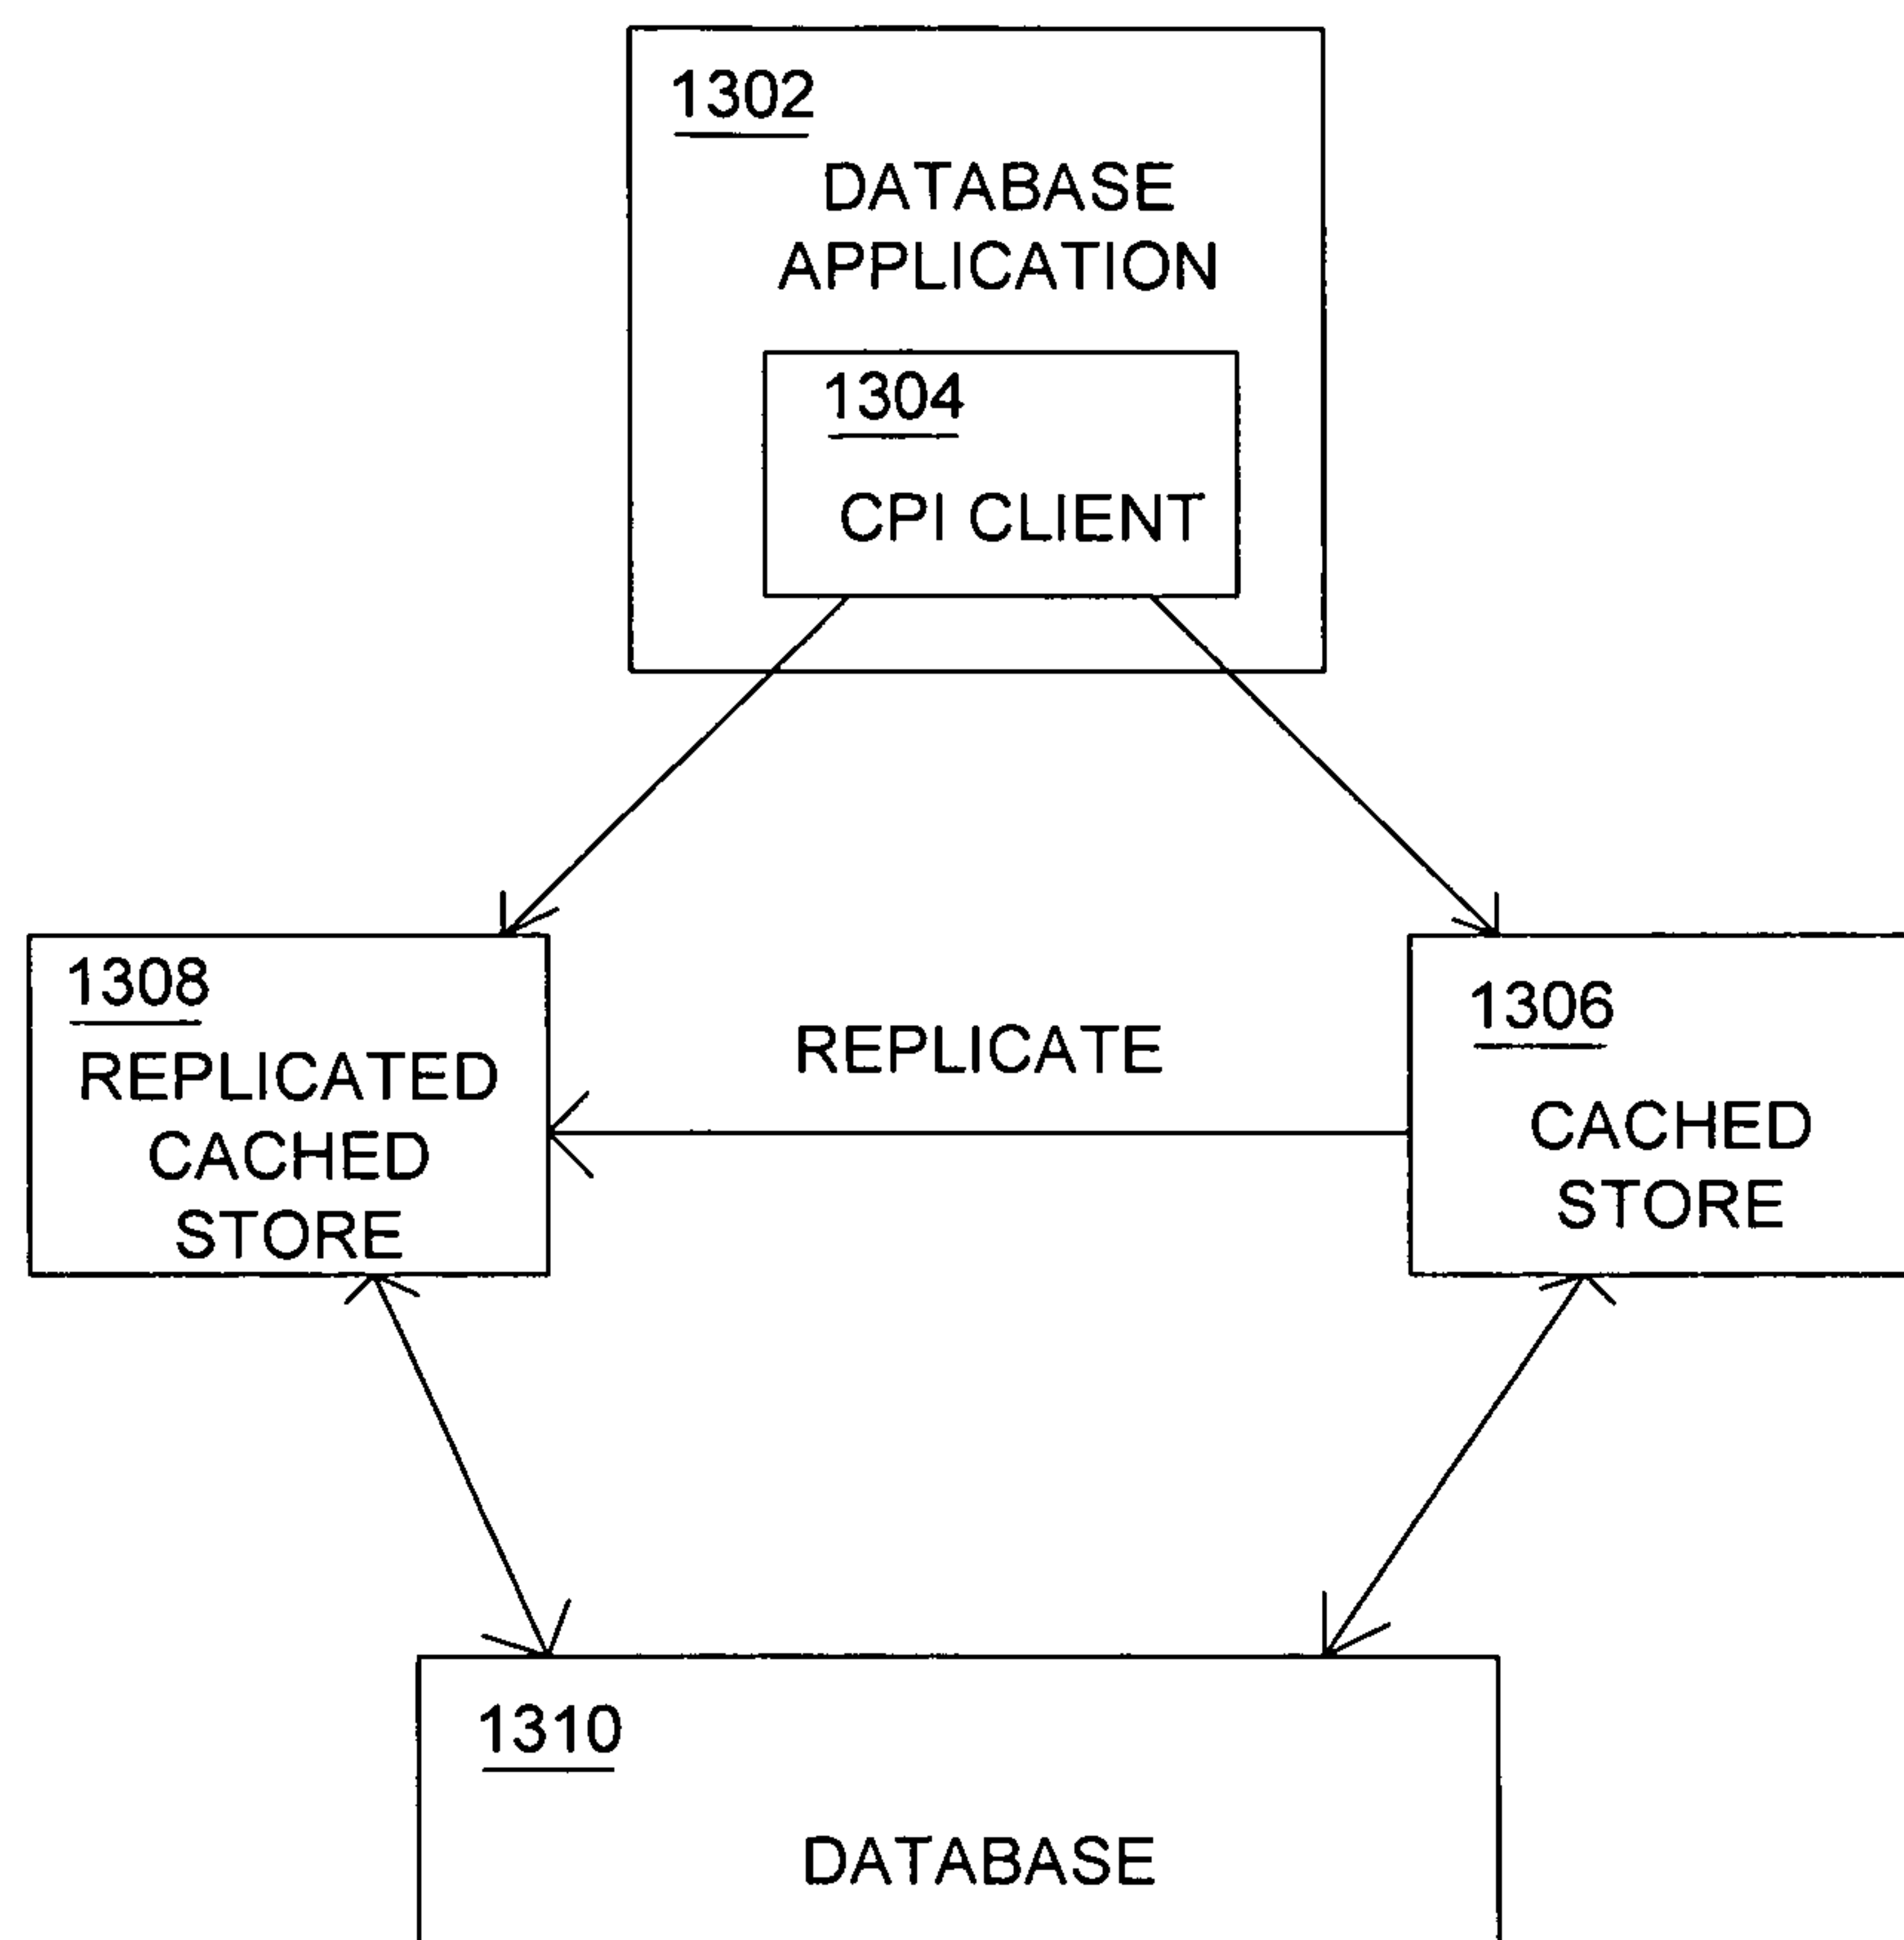 1302
DATABASE
APPLICATION
1304
CPI CLIENT
1308
REPLICATED
CACHED
STORE
REPLICATE
1306
CACHED
STORE
1310
DATABASE